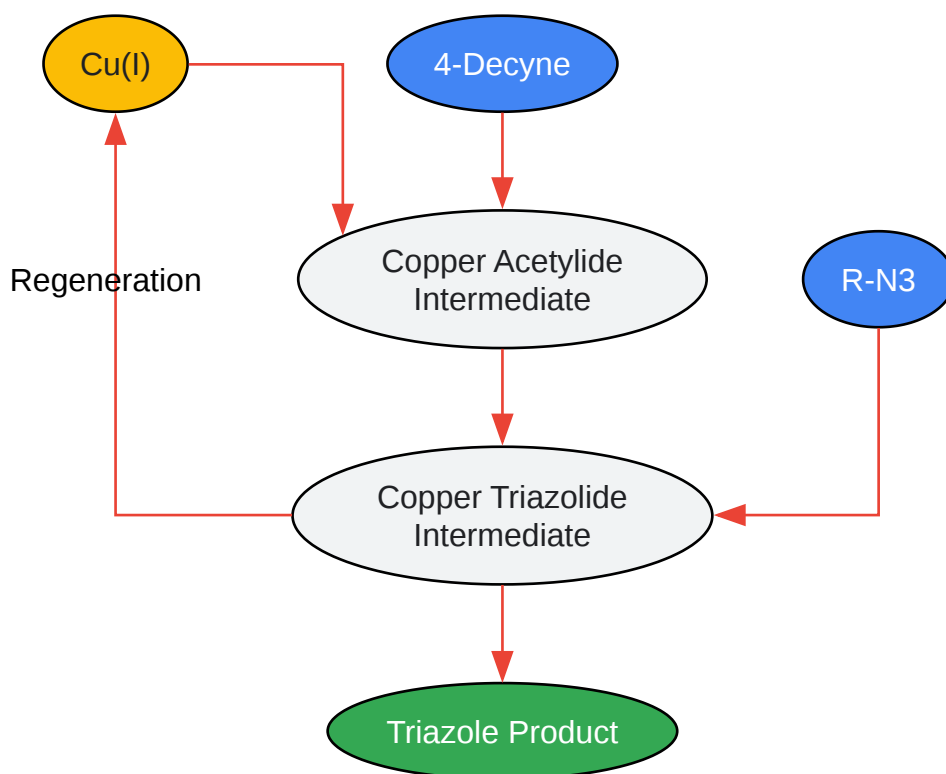 Cu(I)
4-Decyne
Copper Acetylide
Intermediate
R-N3
Regeneration
Copper Triazolide
Intermediate
Triazole Product